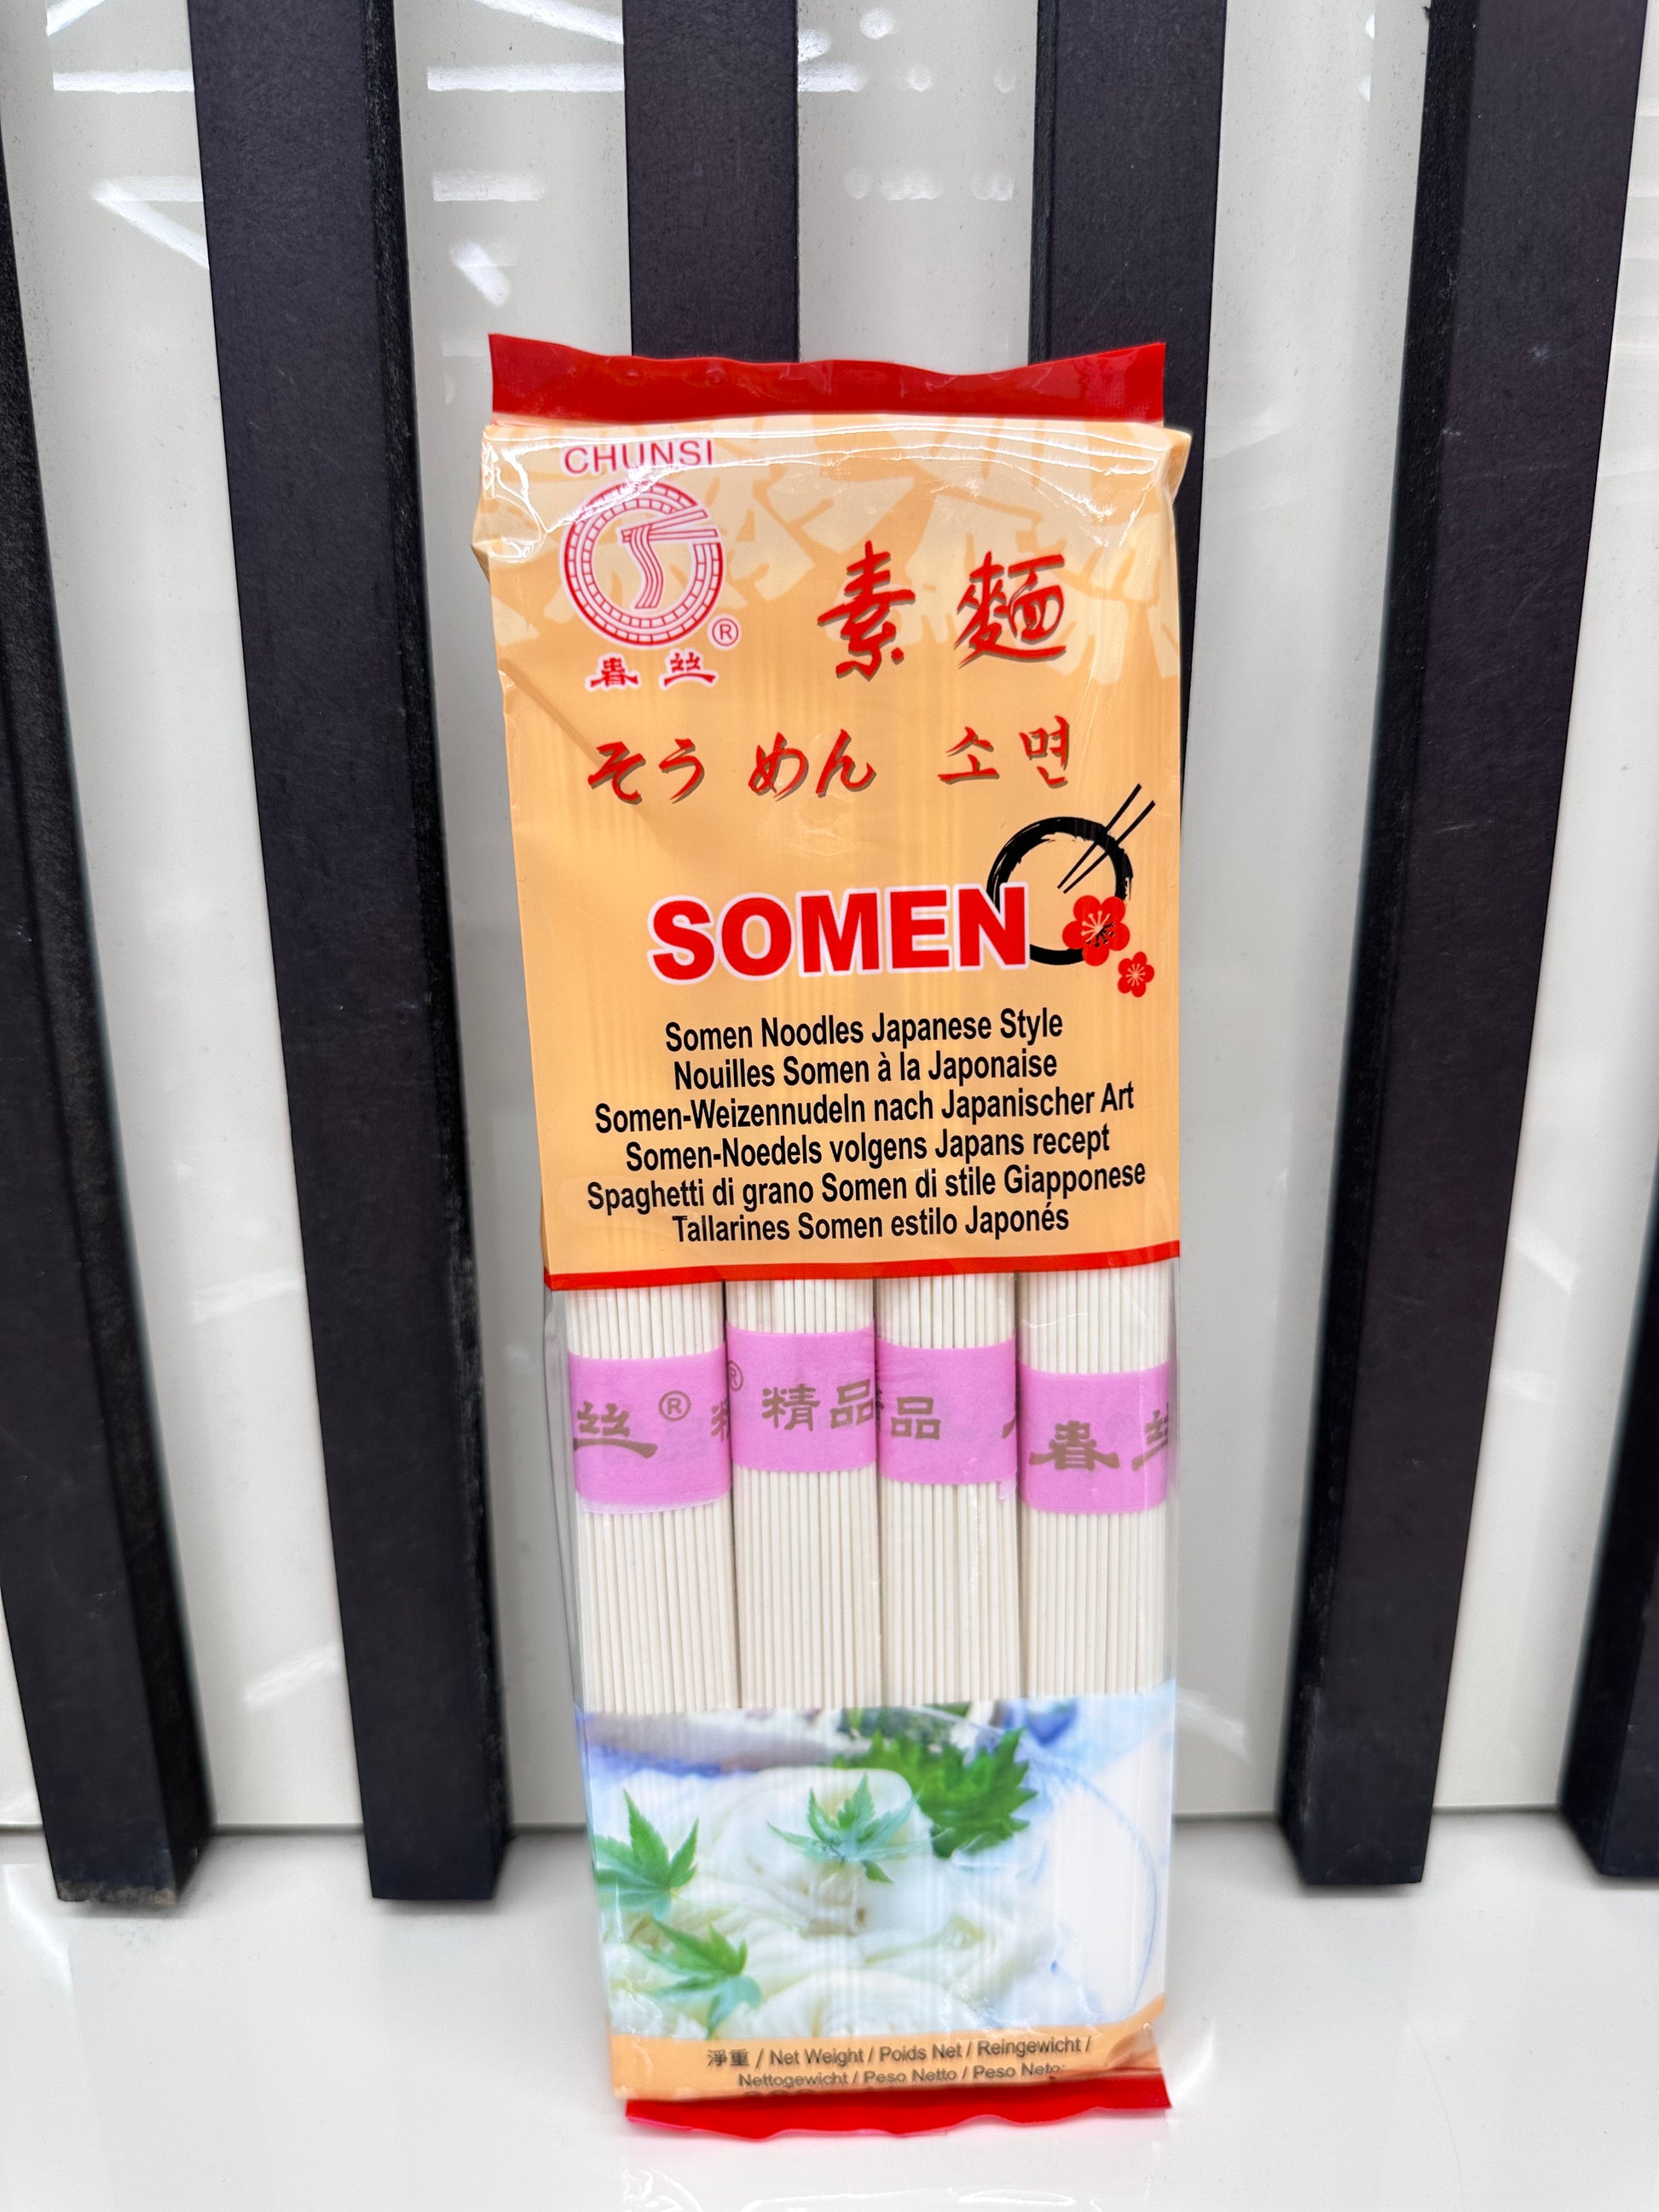 CHUNSI
®
春丝
素麵
そうめん 소면
SOMEN
Somen Noodles Japanese Style
Nouilles Somen à la Japonaise
Somen-Weizennudeln nach Japanischer Art
Somen-Noedels volgens Japans recept
Spaghetti di grano Somen di stile Giapponese
Tallarines Somen estilo Japonés
丝®
® 精品
品
春丝
淨重 / Net Weight / Poids Net / Reingewicht /
Nettogewicht / Peso Netto / Peso Neto: